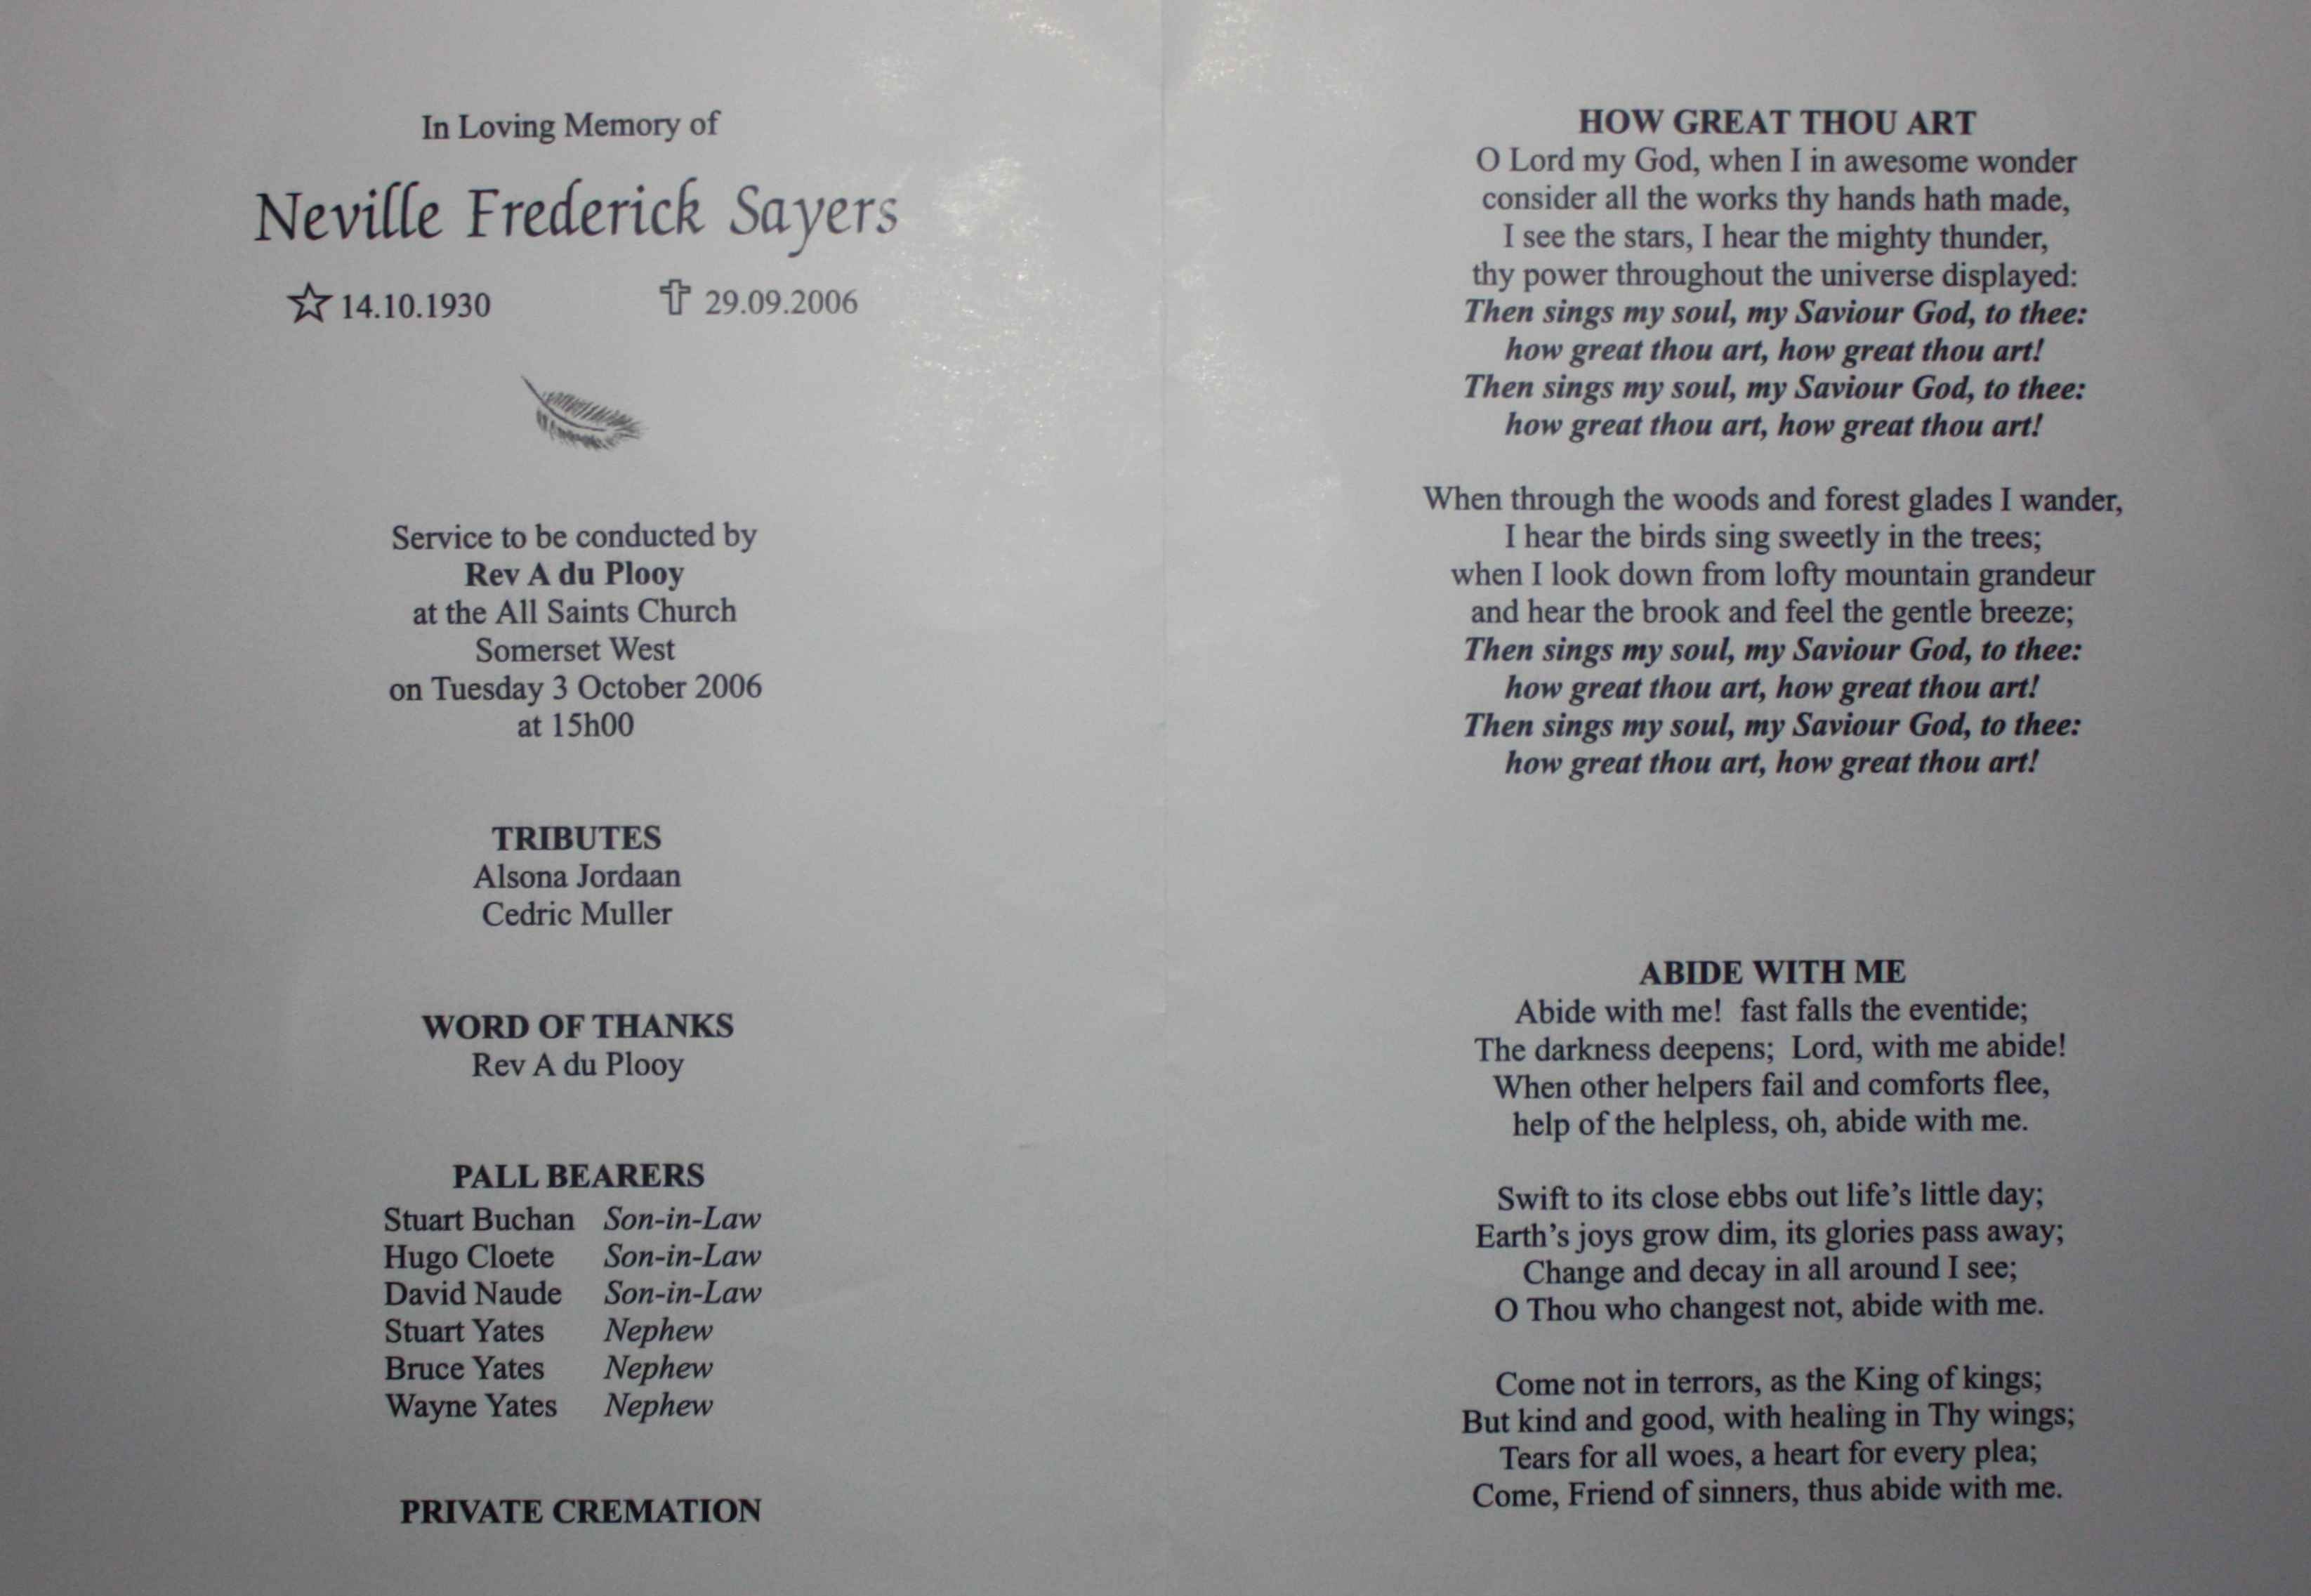 In Loving Memory of
Neville Frederick Sayers
14.10.1930 29.09.2006
Service to be conducted by
Rev A du Plooy
at the All Saints Church
Somerset West
on Tuesday 3 October 2006
at 15h00
TRIBUTES
Alsona Jordaan
Cedric Muller
WORD OF THANKS
Rev A du Plooy
PALL BEARERS
Stuart Buchan Son-in-Law
Hugo Cloete Son-in-Law
David Naude Son-in-Law
Stuart Yates Nephew
Bruce Yates Nephew
Wayne Yates Nephew
PRIVATE CREMATION
HOW GREAT THOU ART
O Lord my God, when I in awesome wonder
consider all the works thy hands hath made,
I see the stars, I hear the mighty thunder,
thy power throughout the universe displayed:
Then sings my soul, my Saviour God, to thee:
how great thou art, how great thou art!
Then sings my soul, my Saviour God, to thee:
how great thou art, how great thou art!
When through the woods and forest glades I wander,
I hear the birds sing sweetly in the trees;
when I look down from lofty mountain grandeur
and hear the brook and feel the gentle breeze;
Then sings my soul, my Saviour God, to thee:
how great thou art, how great thou art!
Then sings my soul, my Saviour God, to thee:
how great thou art, how great thou art!
ABIDE WITH ME
Abide with me!  fast falls the eventide;
The darkness deepens;  Lord, with me abide!
When other helpers fail and comforts flee,
help of the helpless, oh, abide with me.
Swift to its close ebbs out life's little day;
Earth's joys grow dim, its glories pass away;
Change and decay in all around I see;
O Thou who changest not, abide with me.
Come not in terrors, as the King of kings;
But kind and good, with healing in Thy wings;
Tears for all woes, a heart for every plea;
Come, Friend of sinners, thus abide with me.